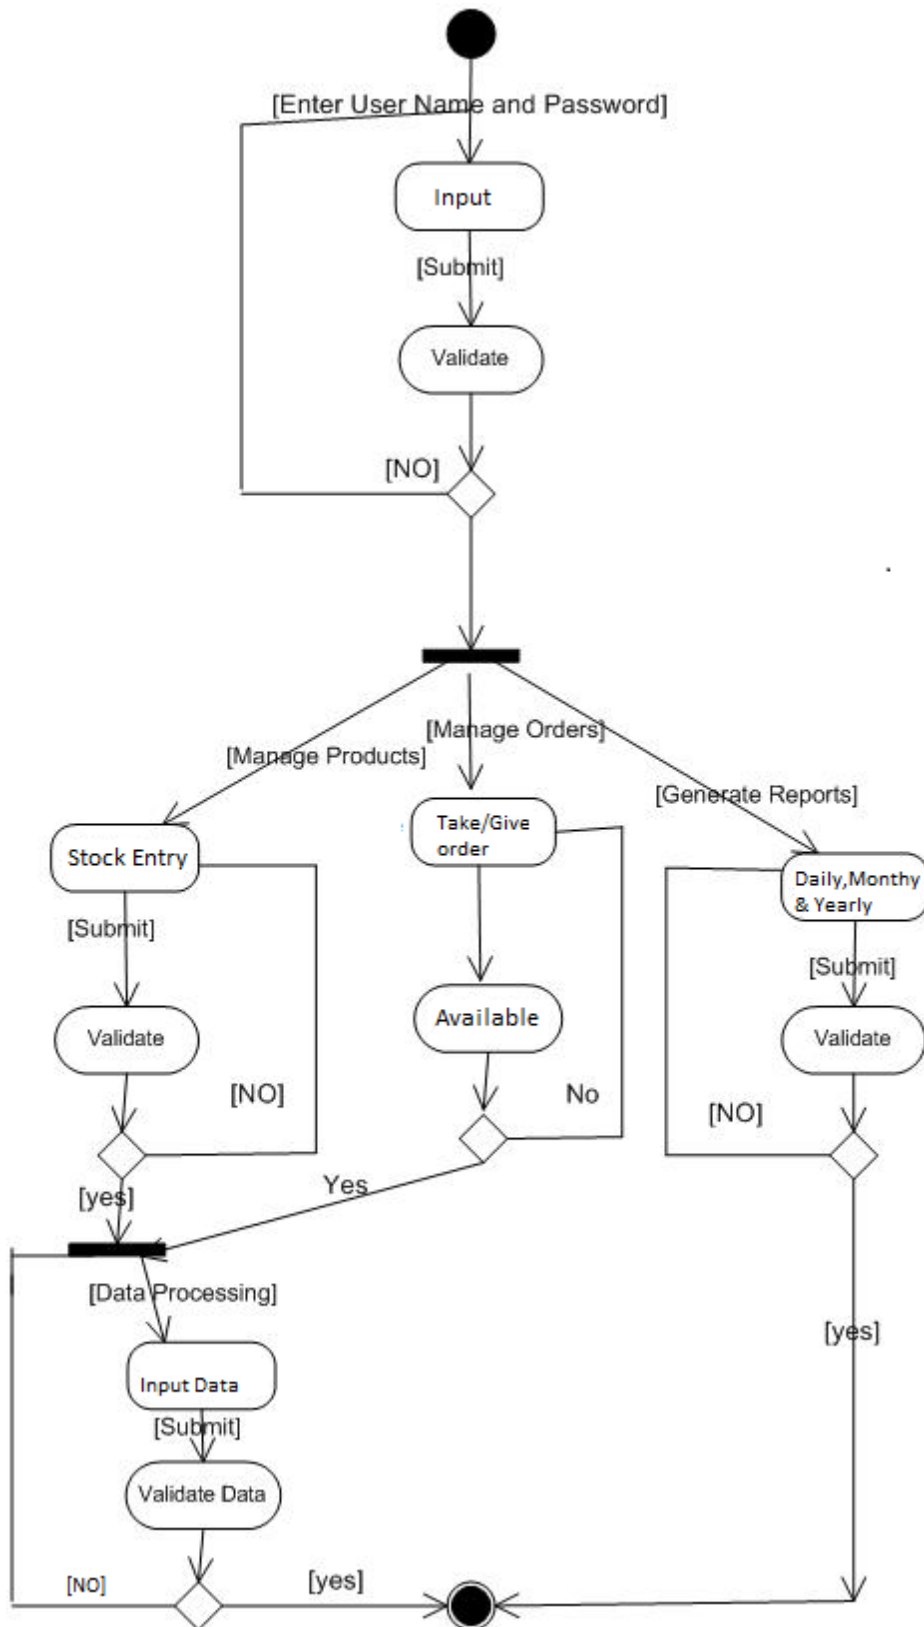 [Enter User Name and Password]
Input
[Submit]
Validate
[NO]
[Manage Orders]
[Manage Products]
[Generate Reports]
Take/Give
order
Stock Entry
Daily,Monthy
& Yearly
[Submit]
[Submit]
Available
Validate
Validate
[NO]
No
[NO]
Yes
[yes]
[Data Processing]
[yes]
Input Data
[Submit]
Validate Data
[NO]
[yes]